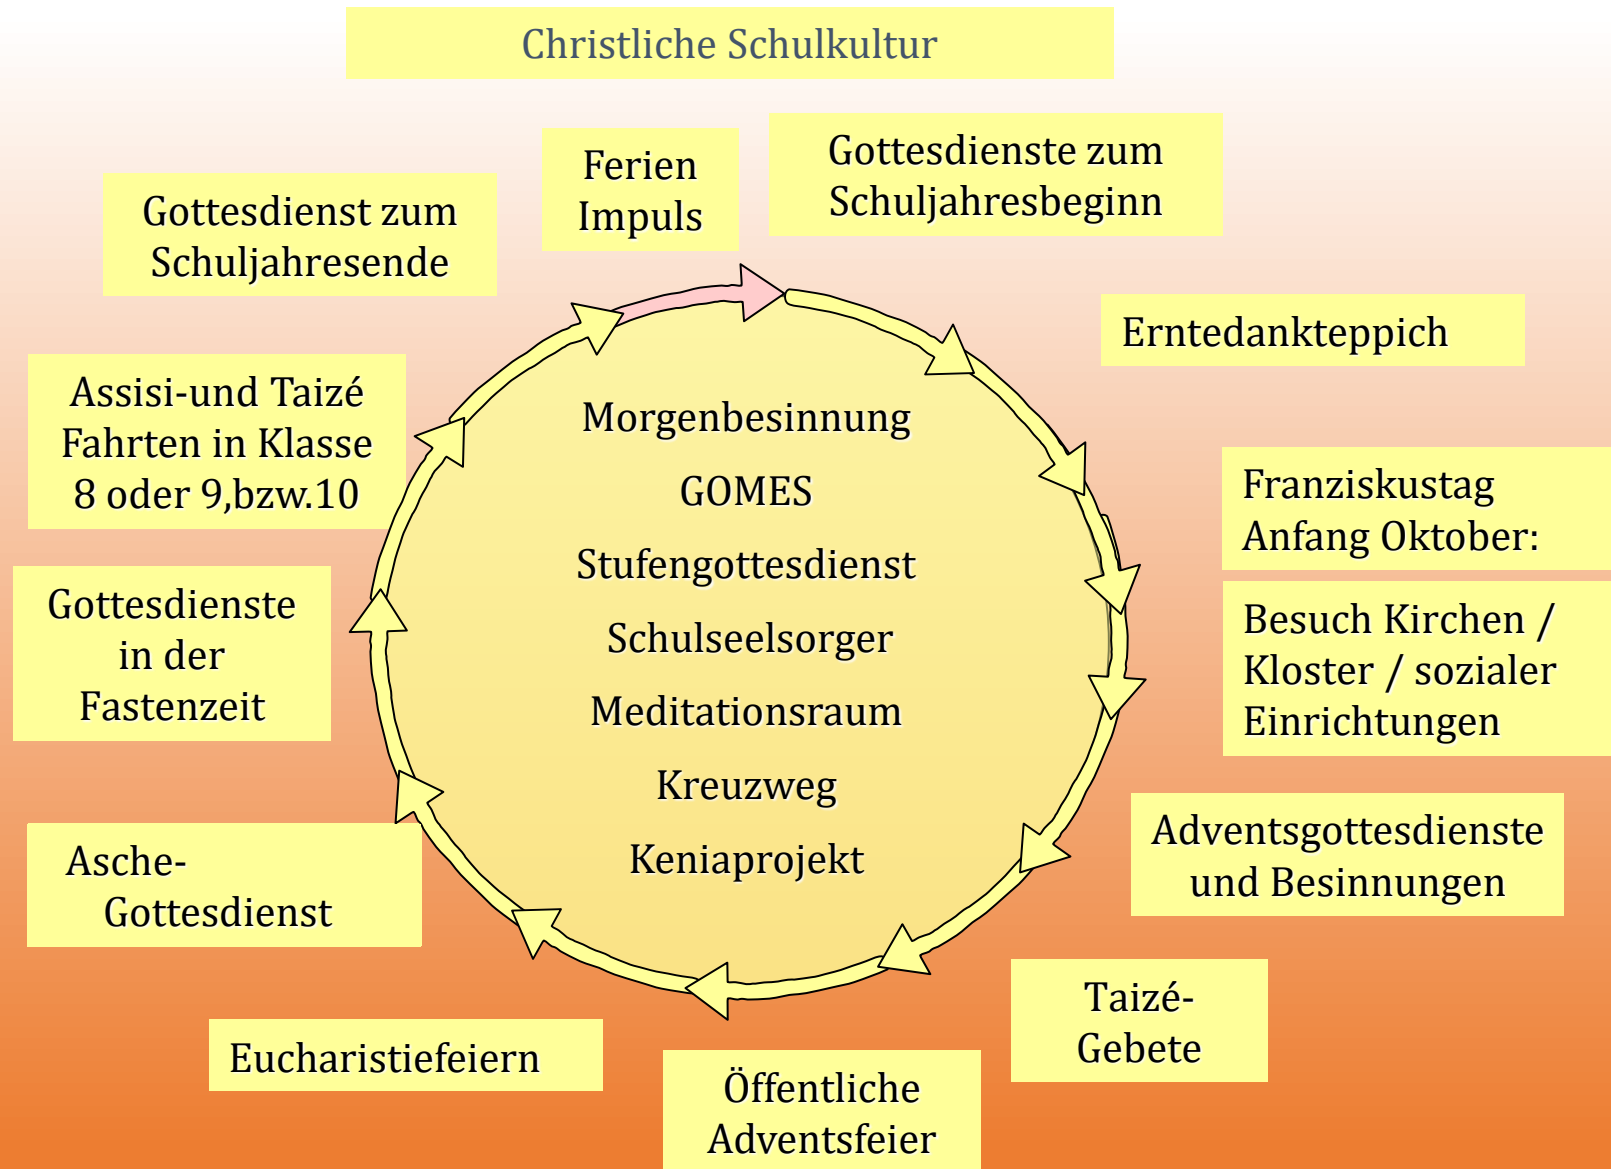 Christliche Schulkultur
Ferien
Impuls
Gottesdienste zum
Schuljahresbeginn
Erntedankteppich
Franziskustag
Anfang Oktober:
Besuch Kirchen /
Kloster / sozialer
Einrichtungen
Adventsgottesdienste
und Besinnungen
Taizé-
Gebete
Öffentliche
Adventsfeier
Eucharistiefeiern
Asche-
Gottesdienst
Gottesdienste
in der
Fastenzeit
Assisi-und Taizé
Fahrten in Klasse
8 oder 9,bzw.10
Gottesdienst zum
Schuljahresende
Morgenbesinnung
GOMES
Stufengottesdienst
Schulseelsorger
Meditationsraum
Kreuzweg
Keniaprojekt